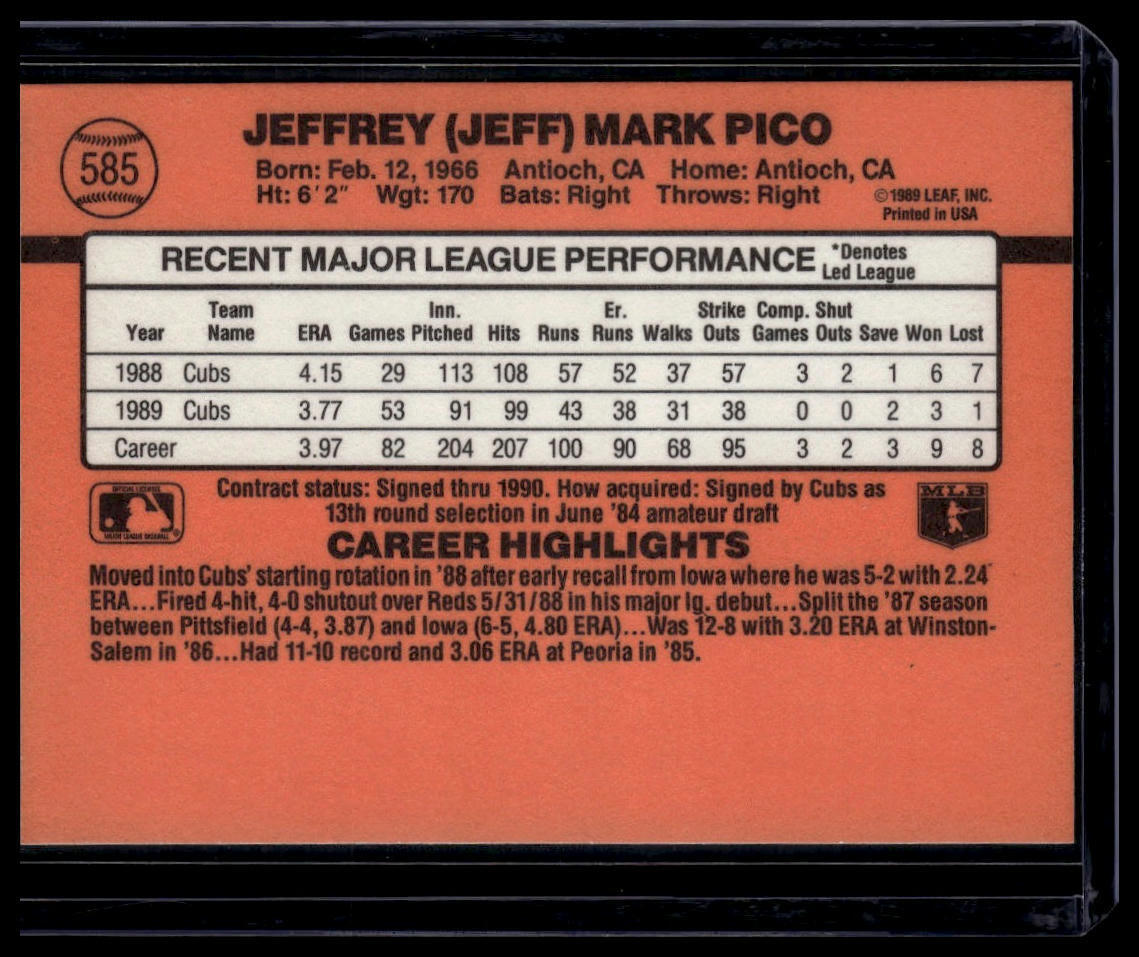 585
JEFFREY (JEFF) MARK PICO
Born: Feb. 12, 1966 Antioch, CA Home: Antioch, CA
Ht: 6' 2" Wgt: 170 Bats: Right Throws: Right
©1989 LEAF, INC.
Printed in USA
RECENT MAJOR LEAGUE PERFORMANCE *Denotes
Led League
Team Inn. Er. Strike Comp. Shut
Year Name ERA Games Pitched Hits Runs Runs Walks Outs Games Outs Save Won Lost
1988 Cubs 4.15 29 113 108 57 52 37 57 3 2 1 6 7
1989 Cubs 3.77 53 91 99 43 38 31 38 0 0 2 3 1
Career 3.97 82 204 207 100 90 68 95 3 2 3 9 8
OFFICIAL LICENSEE
MAJOR LEAGUE BASEBALL
®
Contract status: Signed thru 1990. How acquired: Signed by Cubs as
13th round selection in June '84 amateur draft
MLB
CAREER HIGHLIGHTS
Moved into Cubs' starting rotation in '88 after early recall from Iowa where he was 5-2 with 2.24
ERA...Fired 4-hit, 4-0 shutout over Reds 5/31/88 in his major lg. debut...Split the '87 season
between Pittsfield (4-4, 3.87) and Iowa (6-5, 4.80 ERA)...Was 12-8 with 3.20 ERA at Winston-
Salem in '86...Had 11-10 record and 3.06 ERA at Peoria in '85.